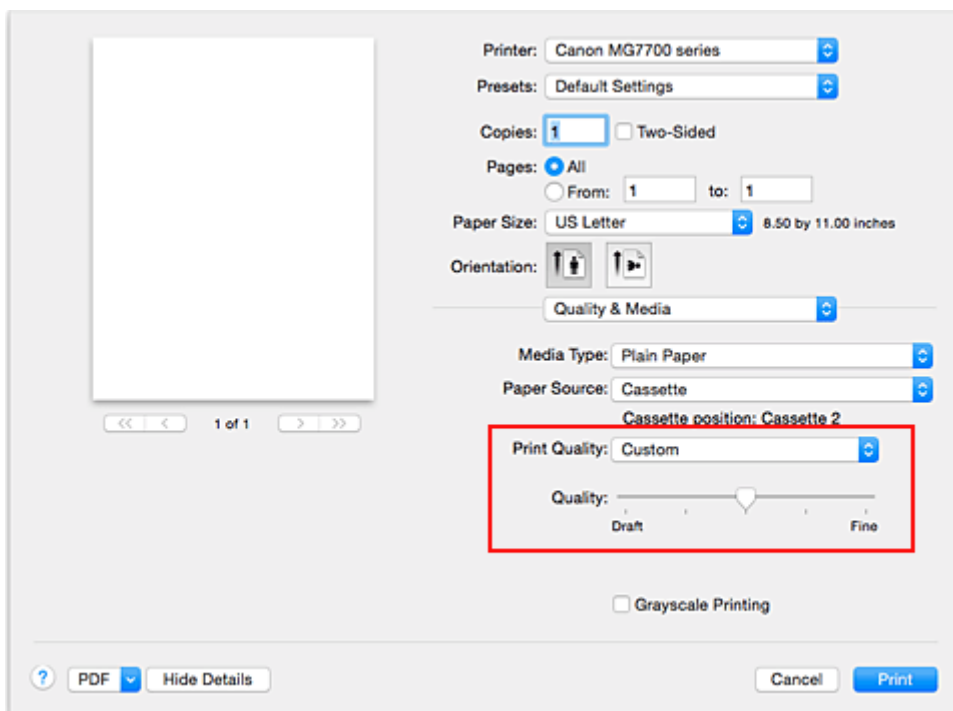 Printer: Canon MG7700 series
Presets: Default Settings
Copies: 1 Two-Sided
Pages: All
From: 1 to: 1
Paper Size: US Letter 8.50 by 11.00 inches
Orientation:
Quality & Media
Media Type: Plain Paper
Paper Source: Cassette
Cassette position: Cassette 2
1 of 1
Print Quality: Custom
Quality:
Draft Fine
Grayscale Printing
? PDF Hide Details Cancel Print